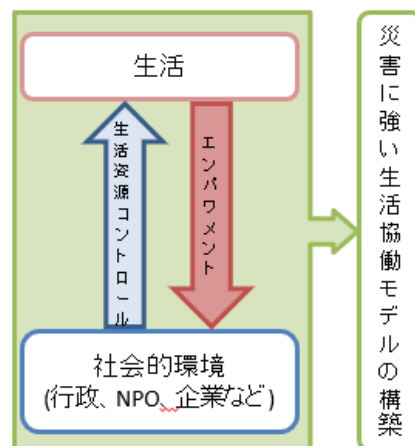 生活
生活資源コントロール
エンパワメント
社会的環境
(行政、NPO、企業など)
災害に強い生活協働モデルの構築